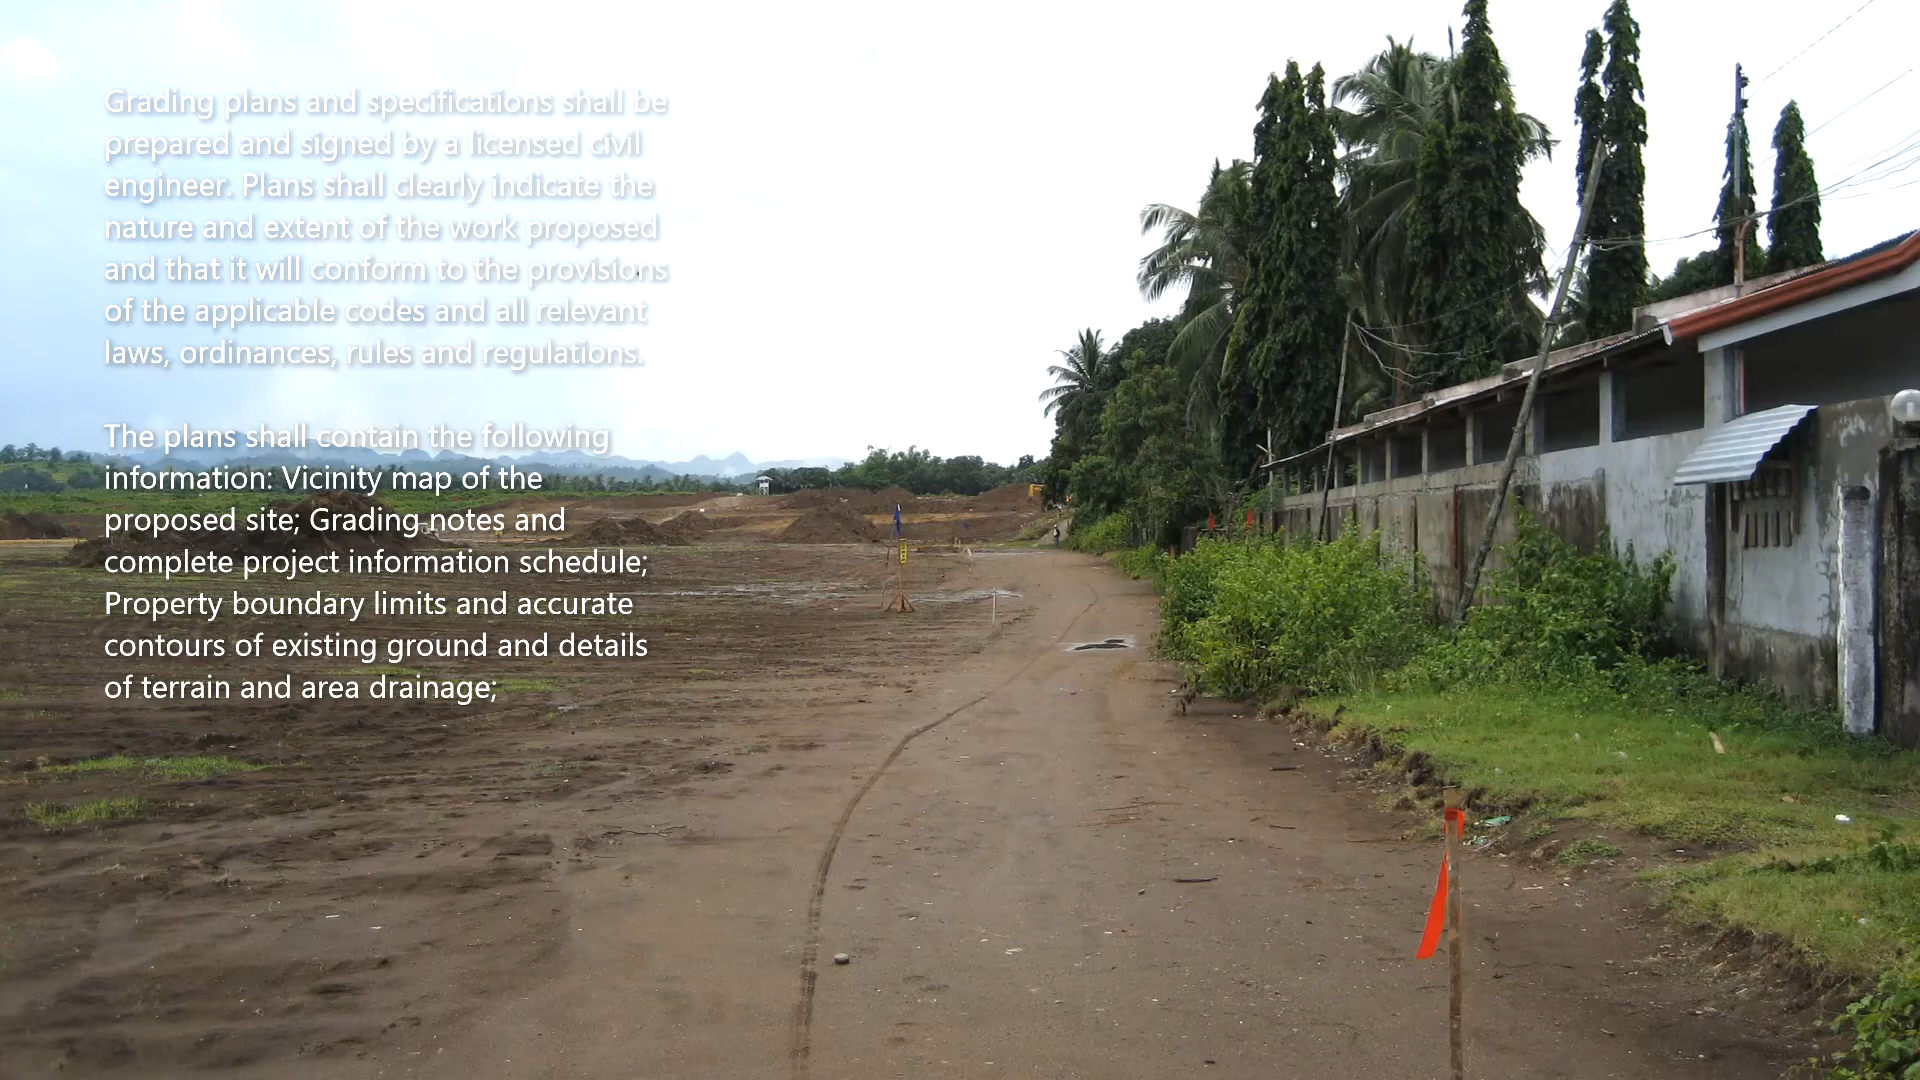 Grading plans and specifications shall be
prepared and signed by a licensed civil
engineer. Plans shall clearly indicate the
nature and extent of the work proposed
and that it will conform to the provisions
of the applicable codes and all relevant
laws, ordinances, rules and regulations.
The plans shall contain the following
information: Vicinity map of the
proposed site; Grading notes and
complete project information schedule;
Property boundary limits and accurate
contours of existing ground and details
of terrain and area drainage;